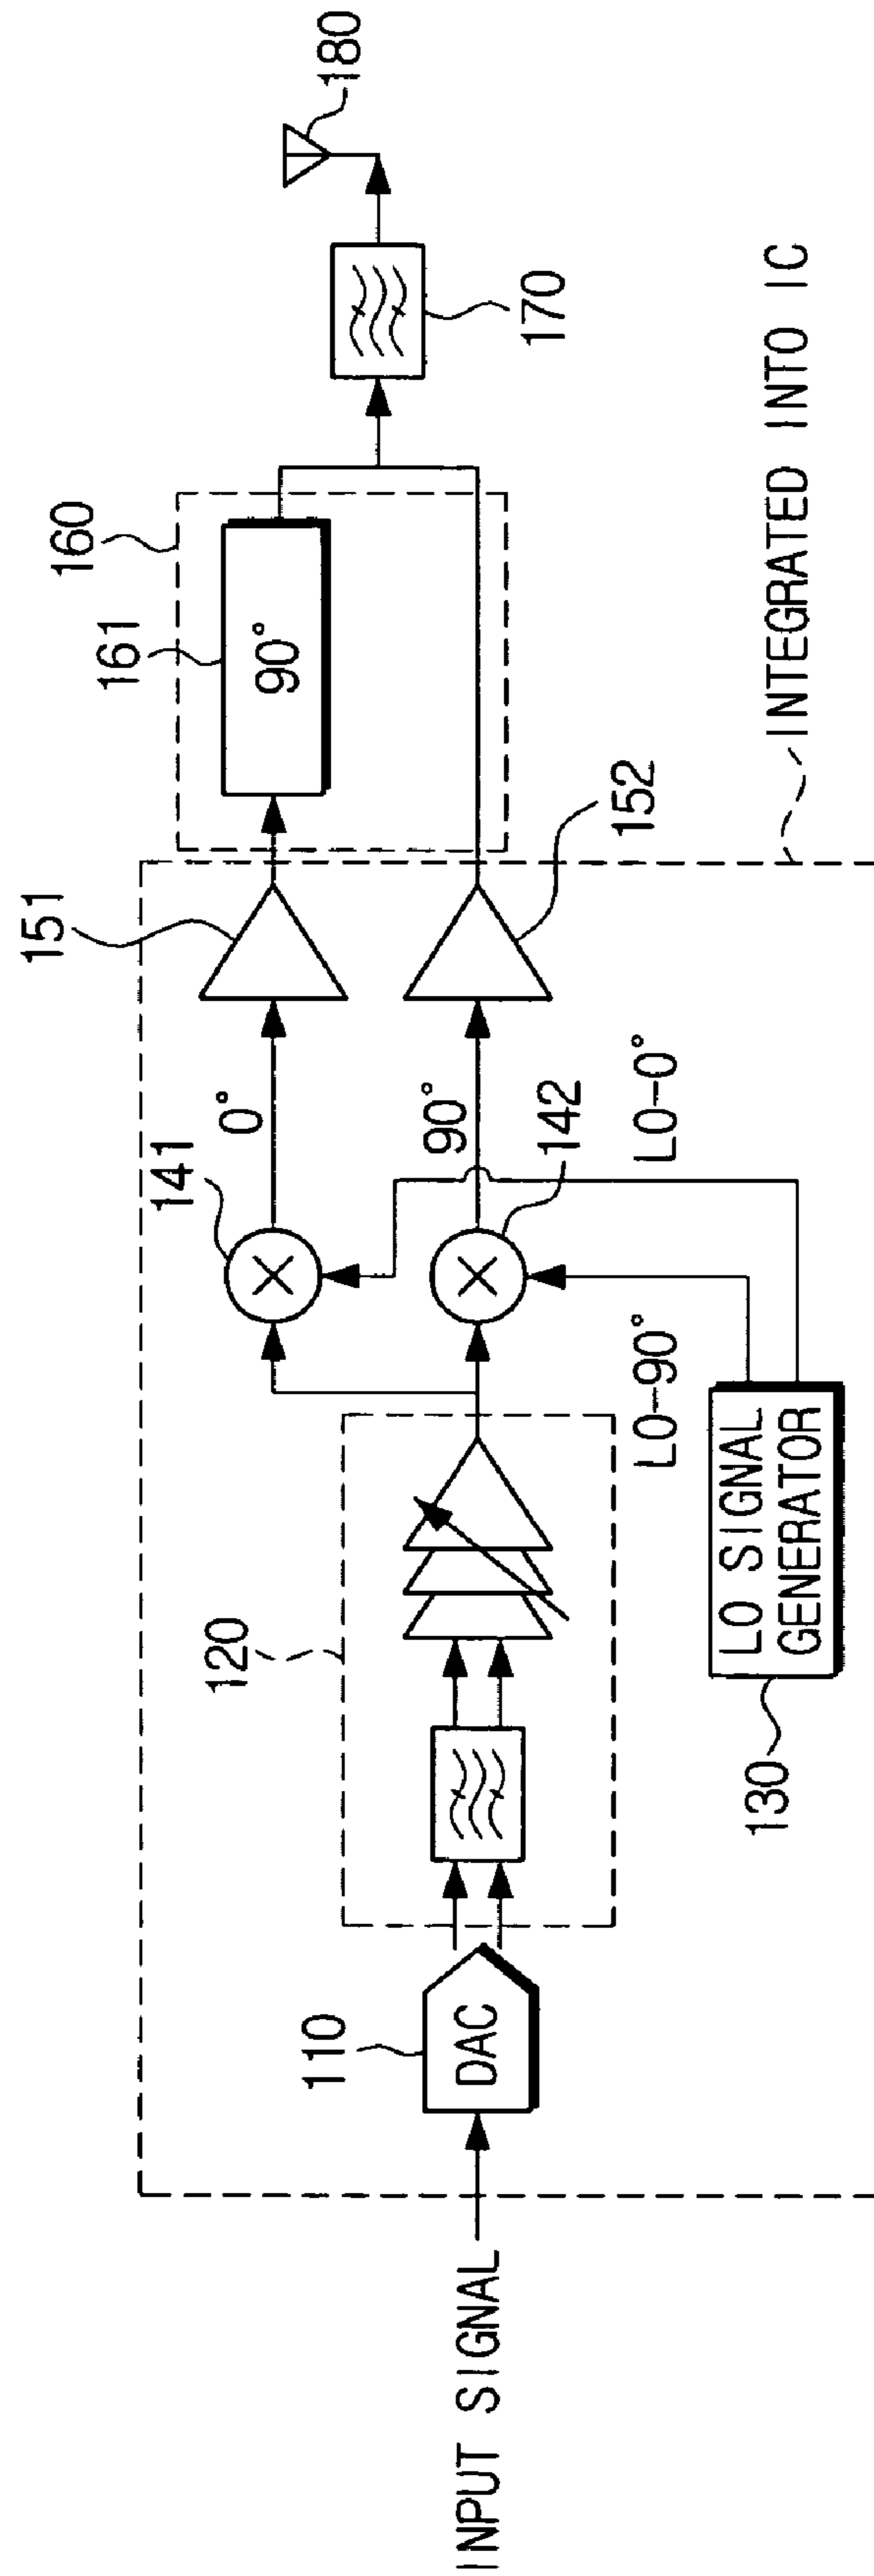 INPUT SIGNAL
110
DAC
120
130
LO SIGNAL
GENERATOR
LO-90°
LO-0°
141
142
0°
90°
151
152
160
161
90°
170
180
INTEGRATED INTO IC